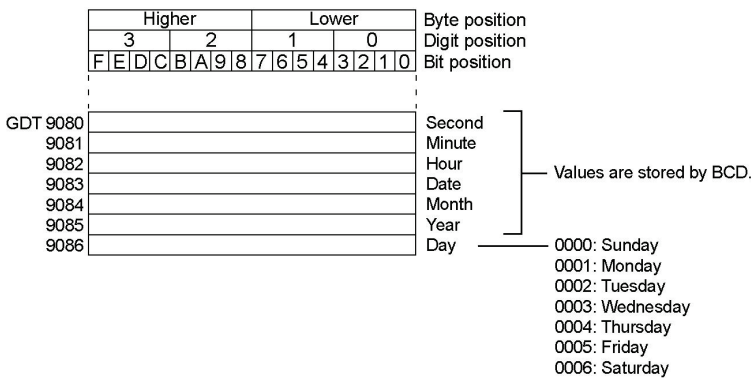 Higher Lower Byte position
3 2 1 0 Digit position
F E D C B A 9 8 7 6 5 4 3 2 1 0 Bit position
GDT 9080 Second
9081 Minute
9082 Hour
Values are stored by BCD.
9083 Date
9084 Month
9085 Year
9086 Day 0000: Sunday
0001: Monday
0002: Tuesday
0003: Wednesday
0004: Thursday
0005: Friday
0006: Saturday